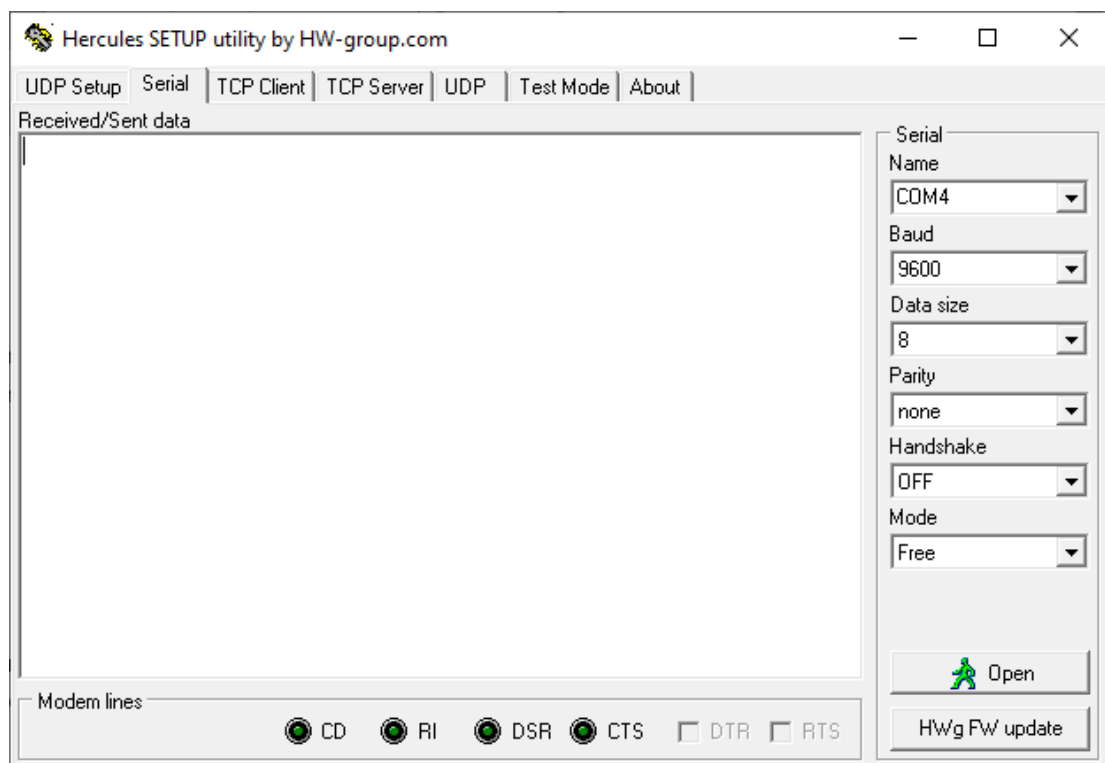 Hercules SETUP utility by HW-group.com
UDP Setup Serial TCP Client TCP Server UDP Test Mode About
Received/Sent data
Serial
Name
COM4
Baud
9600
Data size
8
Parity
none
Handshake
OFF
Mode
Free
Open
HWg FW update
Modem lines
CD RI DSR CTS DTR RTS